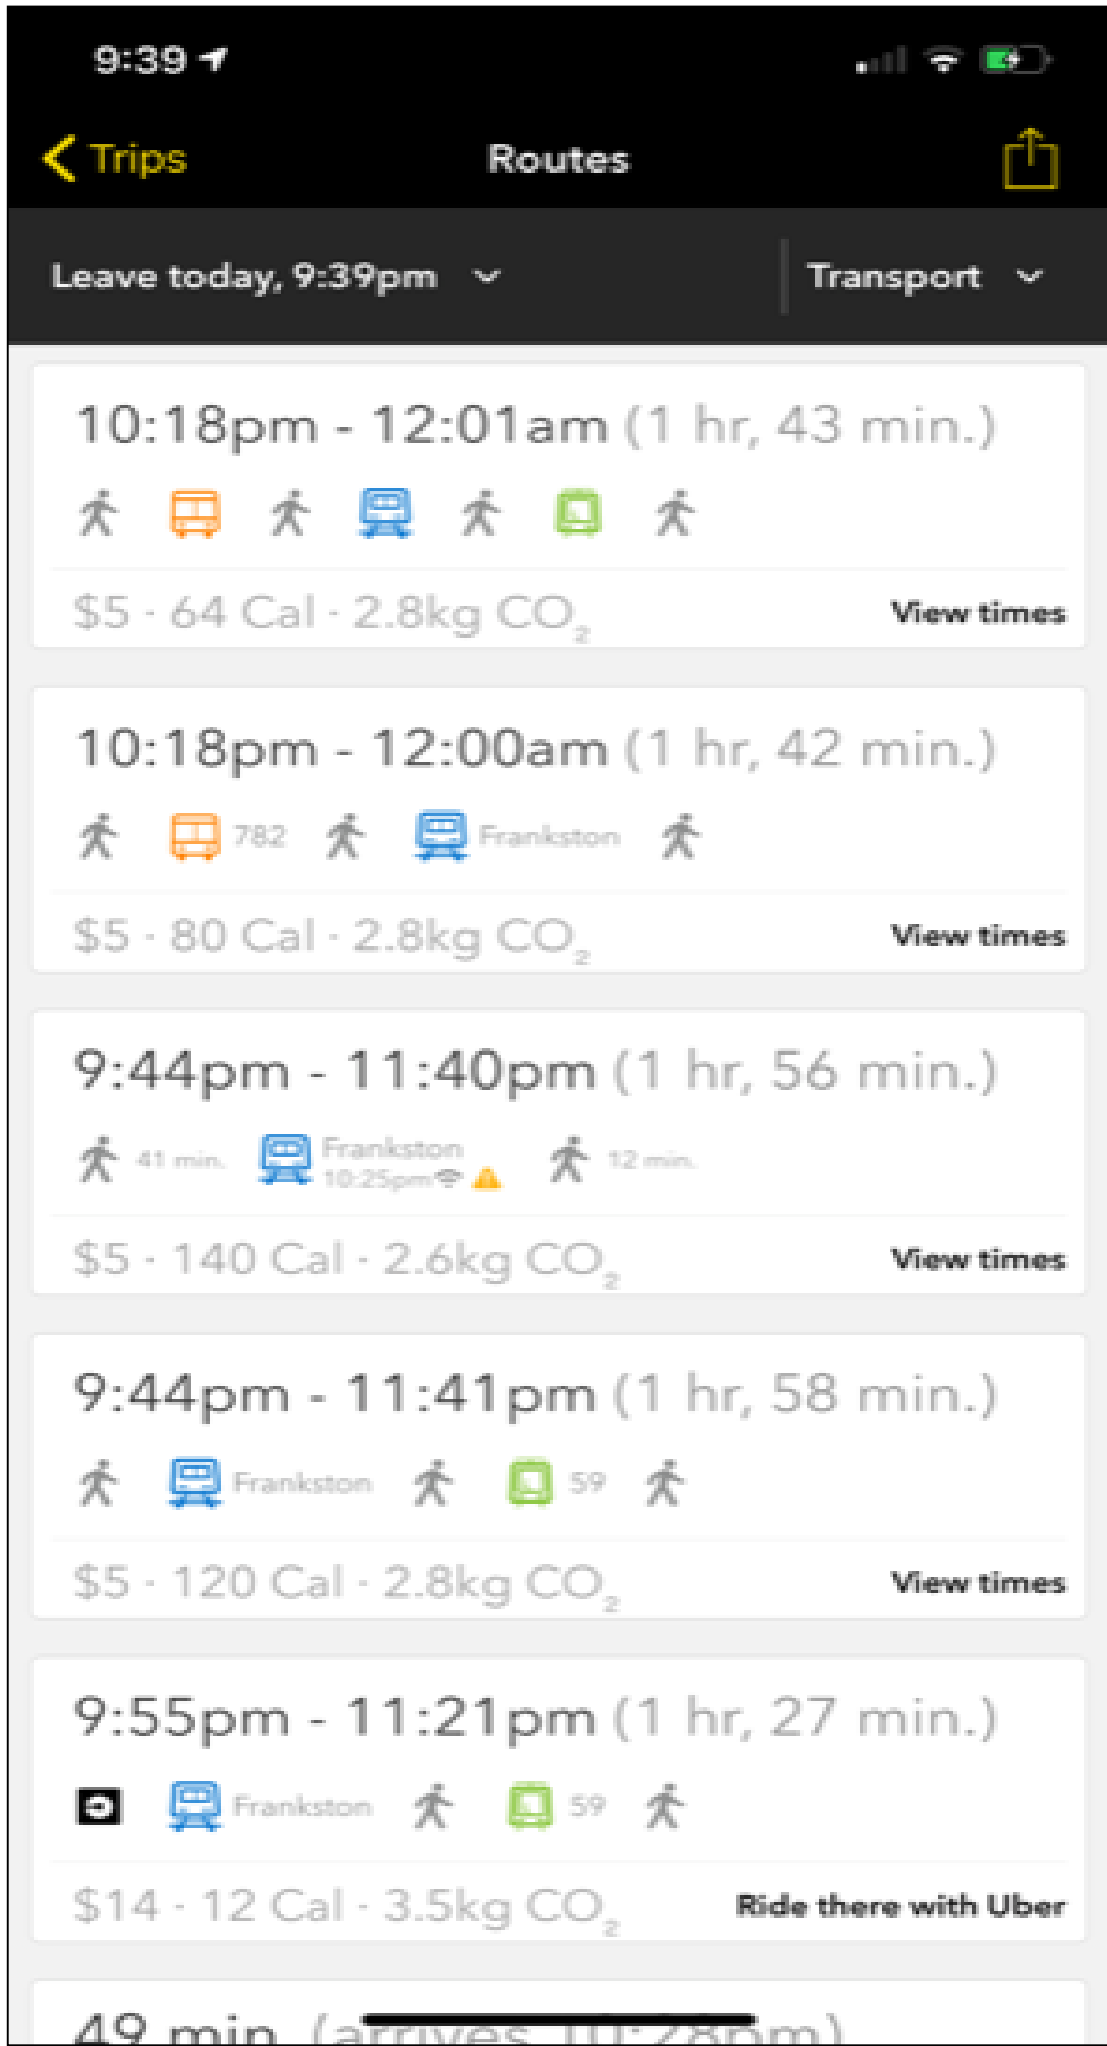 9:39
Trips
Routes
Leave today, 9:39pm
Transport
10:18pm - 12:01am (1 hr, 43 min.)
$5 · 64 Cal · 2.8kg CO₂
View times
10:18pm - 12:00am (1 hr, 42 min.)
782 Frankston
$5 · 80 Cal · 2.8kg CO₂
View times
9:44pm - 11:40pm (1 hr, 56 min.)
41 min. Frankston 12 min.
10:25pm
$5 · 140 Cal · 2.6kg CO₂
View times
9:44pm - 11:41pm (1 hr, 58 min.)
Frankston 59
$5 · 120 Cal · 2.8kg CO₂
View times
9:55pm - 11:21pm (1 hr, 27 min.)
Frankston 59
$14 · 12 Cal · 3.5kg CO₂
Ride there with Uber
49 min. (arrives 10:28pm)